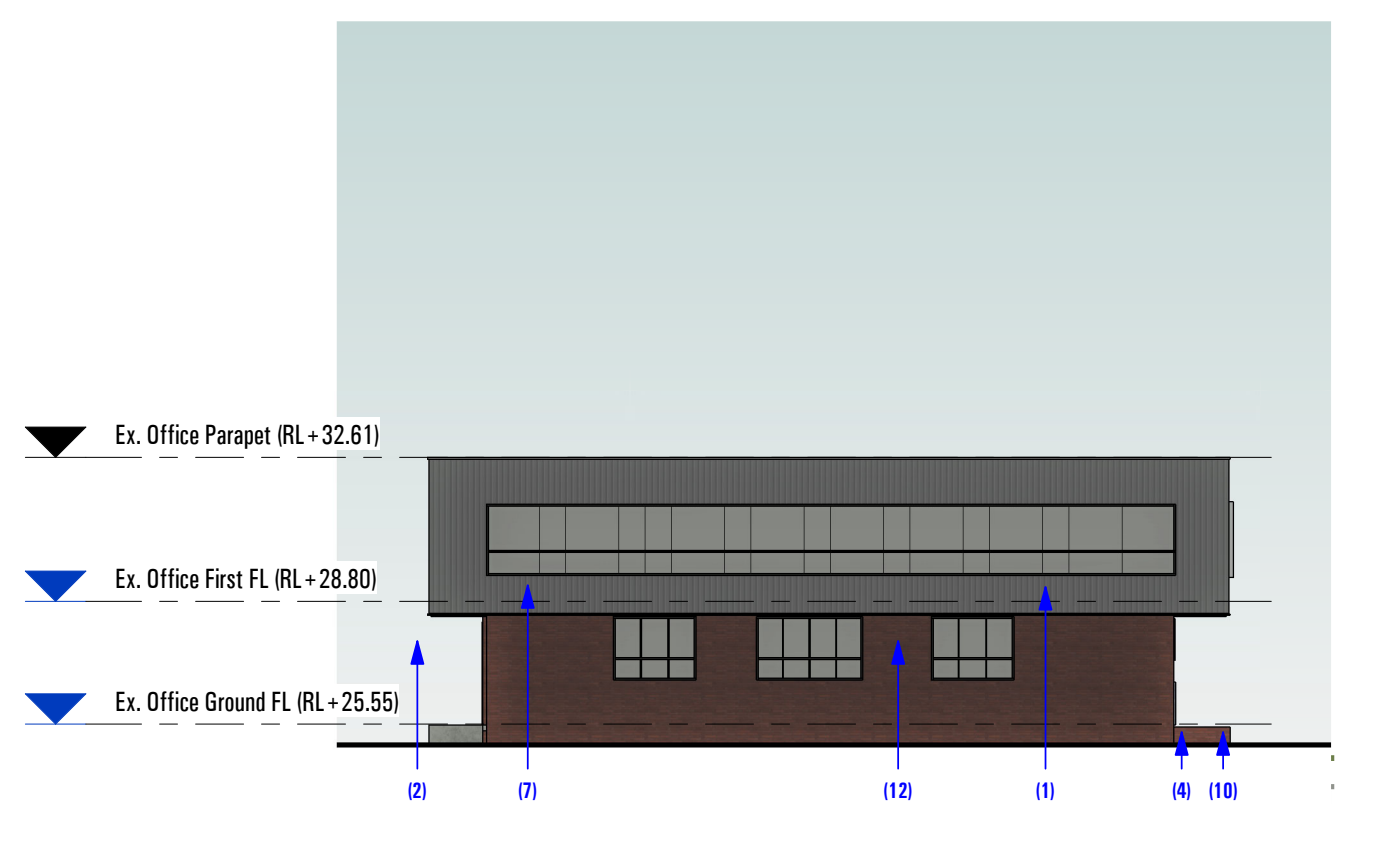 Ex. Office Parapet (RL+32.61)
Ex. Office First FL (RL+28.80)
Ex. Office Ground FL (RL+25.55)
(2) (7) (12) (1) (4) (10)